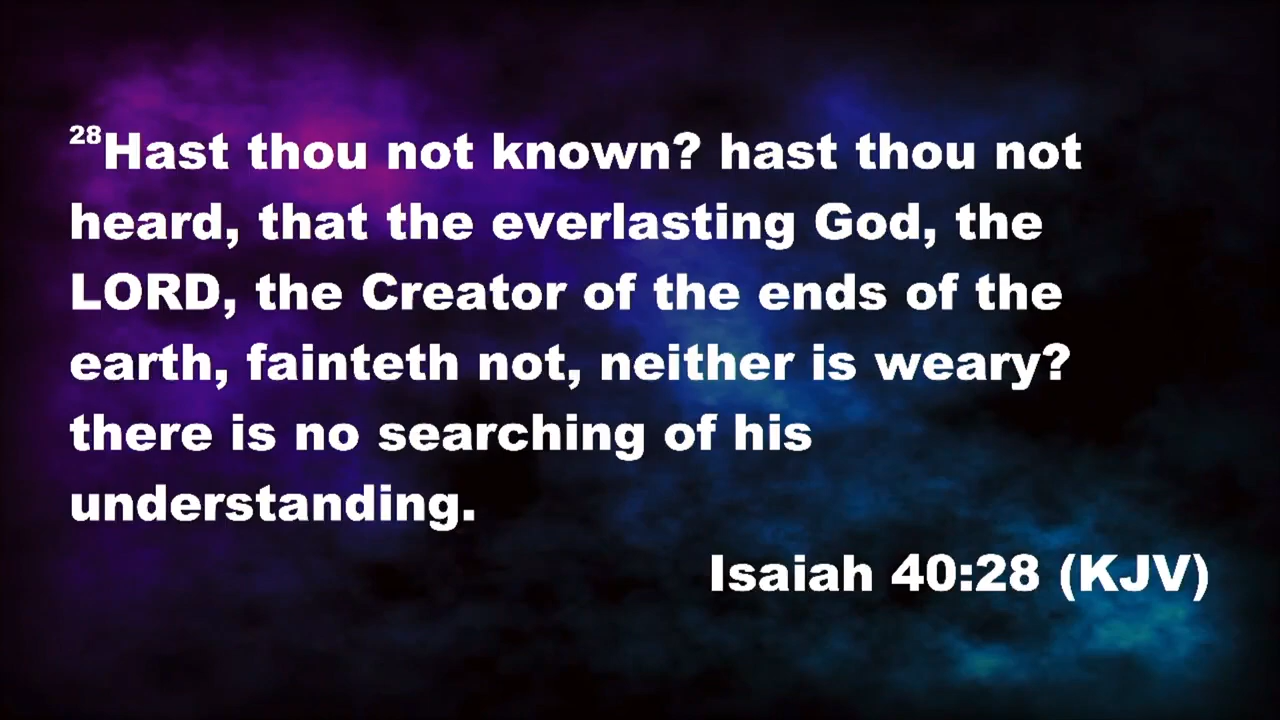 28Hast thou not known? hast thou not
heard, that the everlasting God, the
LORD, the Creator of the ends of the
earth, fainteth not, neither is weary?
there is no searching of his
understanding.
Isaiah 40:28 (KJV)